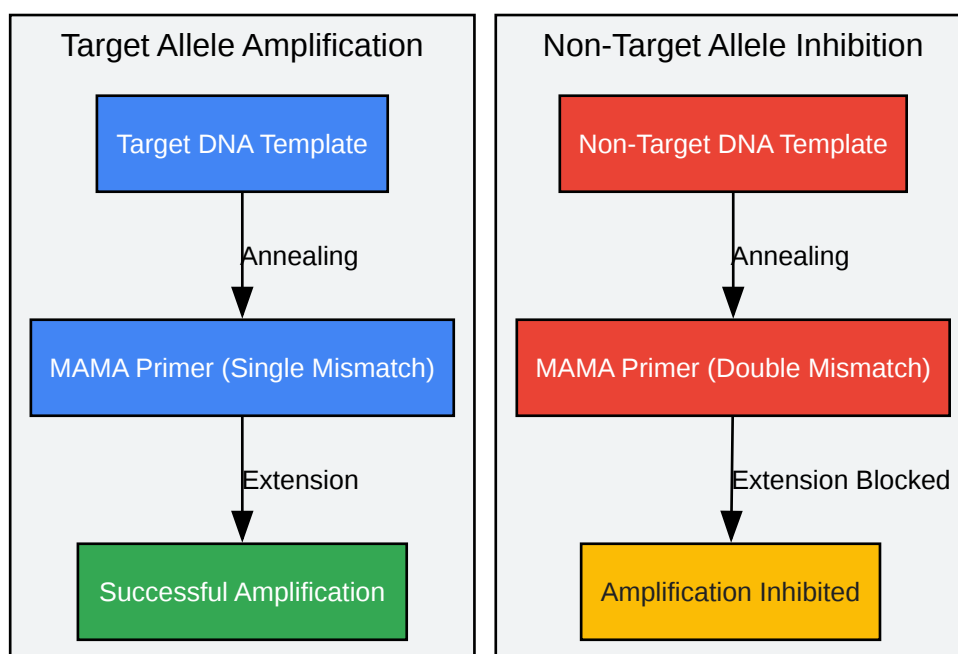 Target Allele Amplification
Target DNA Template
Annealing
MAMA Primer (Single Mismatch)
Extension
Successful Amplification
Non-Target Allele Inhibition
Non-Target DNA Template
Annealing
MAMA Primer (Double Mismatch)
Extension Blocked
Amplification Inhibited